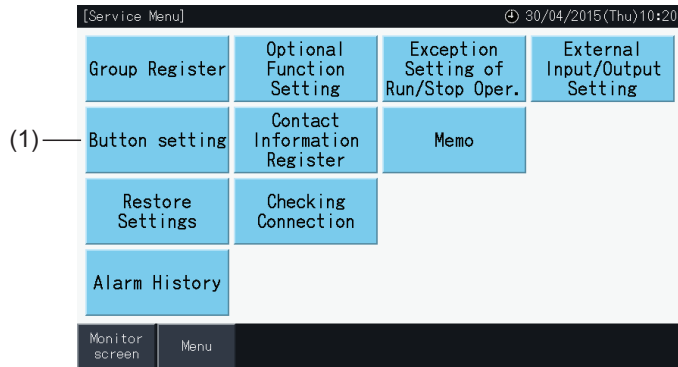 [Service Menu] 30/04/2015(Thu)10:20
Group Register
Optional
Function
Setting
Exception
Setting of
Run/Stop Oper.
External
Input/Output
Setting
(1)
Button setting
Contact
Information
Register
Memo
Restore
Settings
Checking
Connection
Alarm History
Monitor
screen
Menu